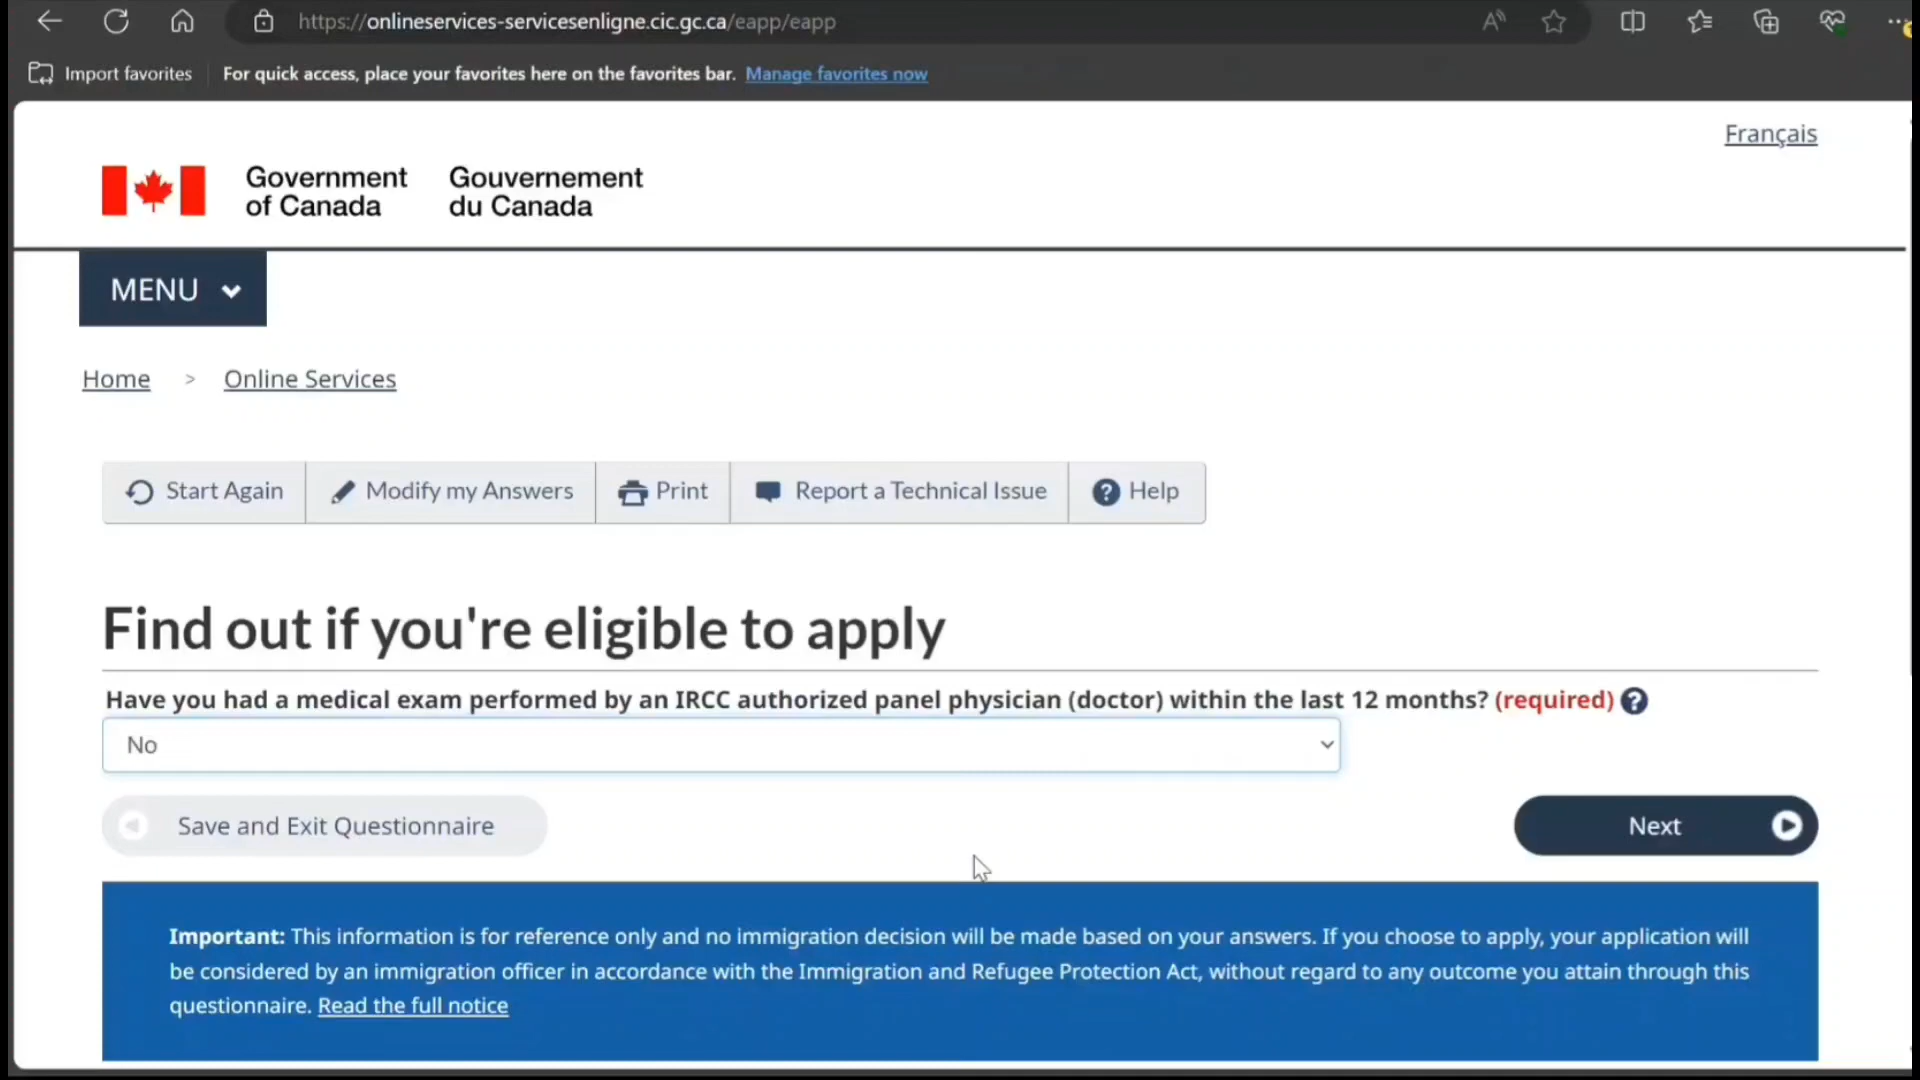 https://onlineservices-servicesenligne.cic.gc.ca/eapp/eapp
Import favorites For quick access, place your favorites here on the favorites bar. Manage favorites now
Français
Government of Canada
Gouvernement du Canada
MENU
Home > Online Services
Start Again Modify my Answers Print Report a Technical Issue Help
Find out if you're eligible to apply
Have you had a medical exam performed by an IRCC authorized panel physician (doctor) within the last 12 months? (required)
No
Save and Exit Questionnaire
Next
Important: This information is for reference only and no immigration decision will be made based on your answers. If you choose to apply, your application will
be considered by an immigration officer in accordance with the Immigration and Refugee Protection Act, without regard to any outcome you attain through this
questionnaire. Read the full notice